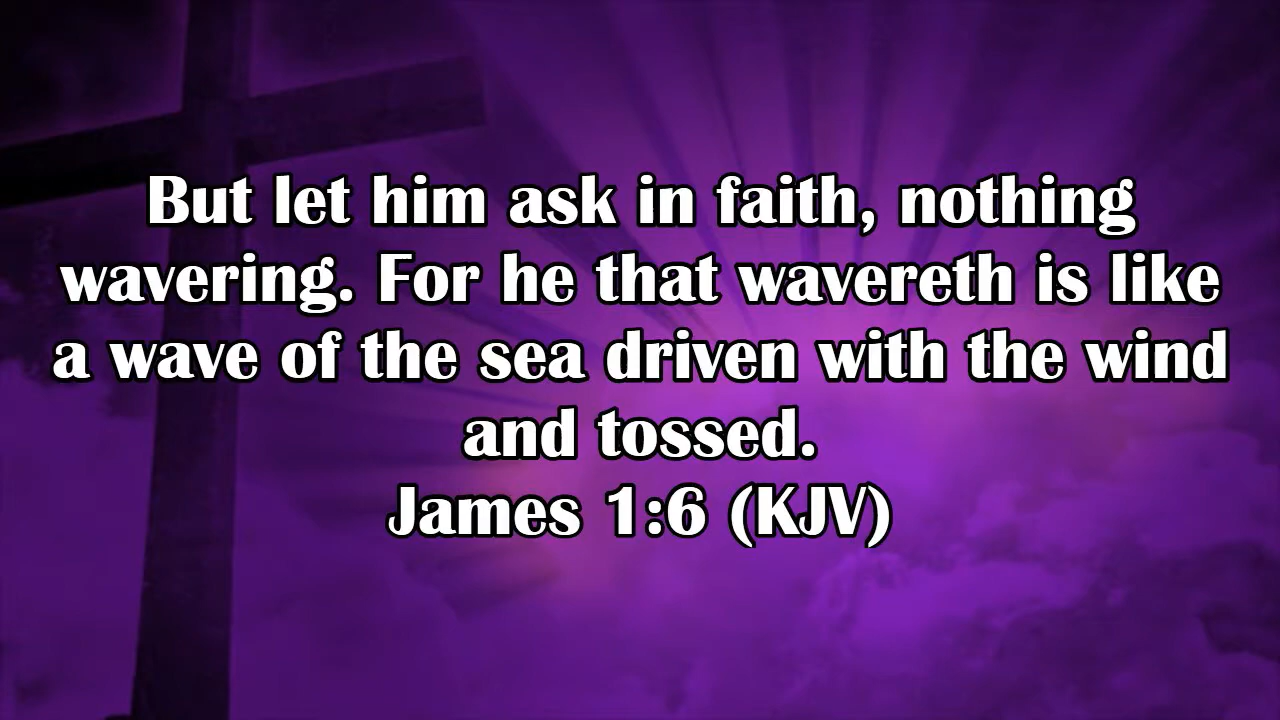 But let him ask in faith, nothing
wavering. For he that wavereth is like
a wave of the sea driven with the wind
and tossed.
James 1:6 (KJV)